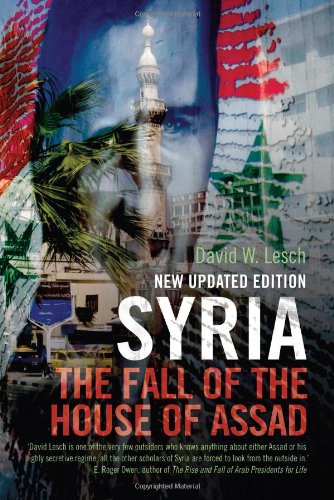 David W. Lesch
NEW UPDATED EDITION
SYRIA
THE FALL OF THE
HOUSE OF ASSAD
'David Lesch is one of the very few outsiders who knows anything about either Assad or his
highly secretive regime, all the other scholars of Syria are forced to look from the outside in.'
E. Roger Owen, author of The Rise and Fall of Arab Presidents for Life